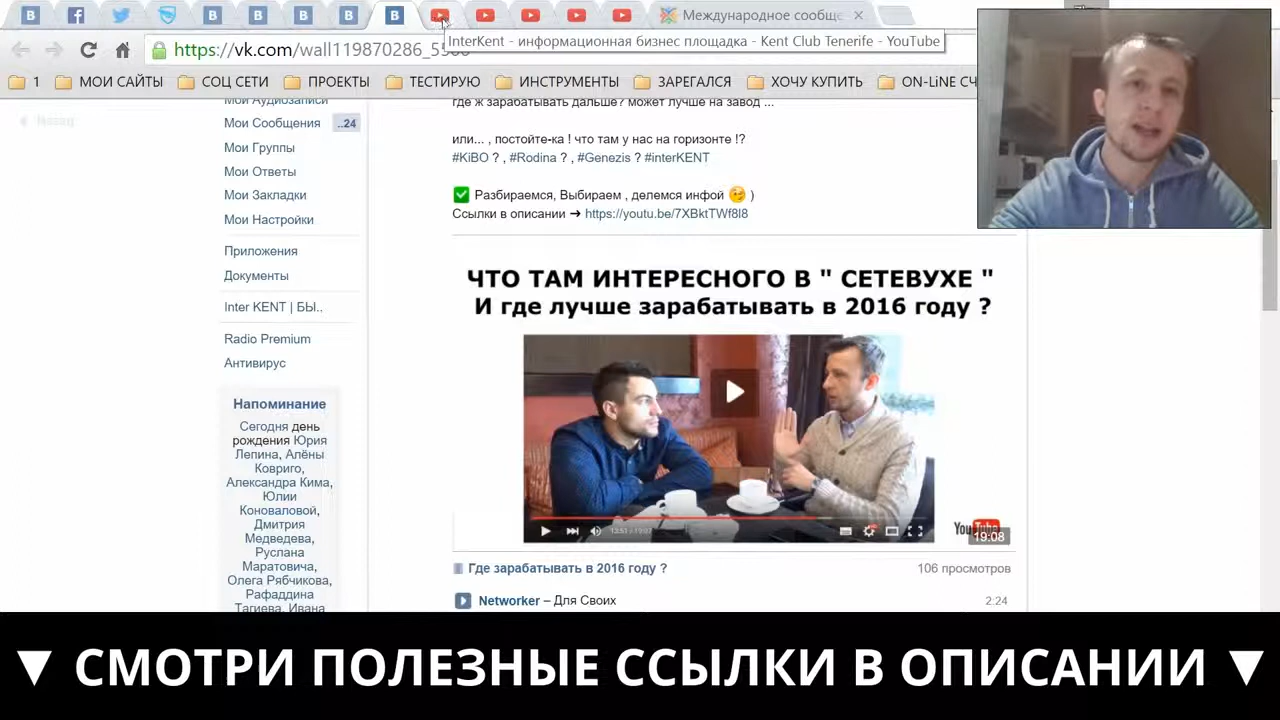 Международное сообще
InterKent - информационная бизнес площадка - Kent Club Tenerife - YouTube
https://vk.com/wall119870286_55
1 МОИ САЙТЫ СОЦ СЕТИ ПРОЕКТЫ ТЕСТИРУЮ ИНСТРУМЕНТЫ ЗАРЕГАЛСЯ ХОЧУ КУПИТЬ ON-LiNE СЧ
Назад
Мои Аудиозаписи
Мои Сообщения ..24
Мои Группы
Мои Ответы
Мои Закладки
Мои Настройки
Приложения
Документы
Inter KENT | БЫ..
Radio Premium
Антивирус
Напоминание
Сегодня день
рождения Юрия
Лепина, Алёны
Ковриго,
Александра Кима,
Юлии
Коноваловой,
Дмитрия
Медведева,
Руслана
Маратовича,
Олега Рябчикова,
Рафаддина
Тагиева, Ивана
где ж зарабатывать дальше? может лучше на завод ...
или... , постойте-ка ! что там у нас на горизонте !?
#KiBO ? , #Rodina ? , #Genezis ? #interKENT
Разбираемся, Выбираем , делемся инфой )
Ссылки в описании ➔ https://youtu.be/7XBktTWf8l8
ЧТО ТАМ ИНТЕРЕСНОГО В " СЕТЕВУХЕ "
И где лучше зарабатывать в 2016 году ?
YouTube
19:08
Где зарабатывать в 2016 году ? 106 просмотров
Networker – Для Своих 2:24
▼ СМОТРИ ПОЛЕЗНЫЕ ССЫЛКИ В ОПИСАНИИ ▼